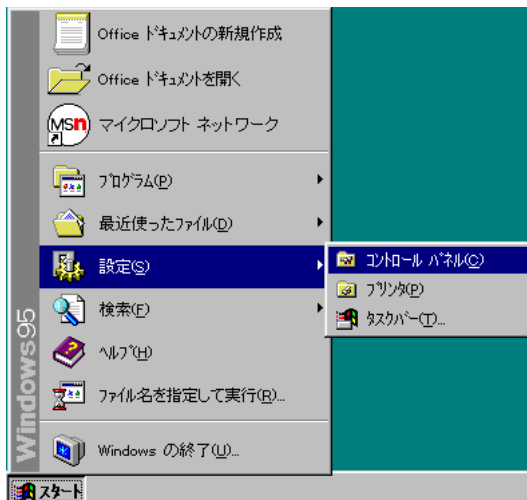 Office ﾄﾞｷｭﾒﾝﾄの新規作成
Office ﾄﾞｷｭﾒﾝﾄを開く
msn マイクロソフト ネットワーク
ﾌﾟﾛｸﾞﾗﾑ(P)
最近使ったﾌｧｲﾙ(D)
設定(S)
検索(F)
ﾍﾙﾌﾟ(H)
ﾌｧｲﾙ名を指定して実行(R)...
Windows の終了(U)...
ｺﾝﾄﾛｰﾙ ﾊﾟﾈﾙ(C)
ﾌﾟﾘﾝﾀ(P)
ﾀｽｸﾊﾞｰ(T)...
Windows95
スタート